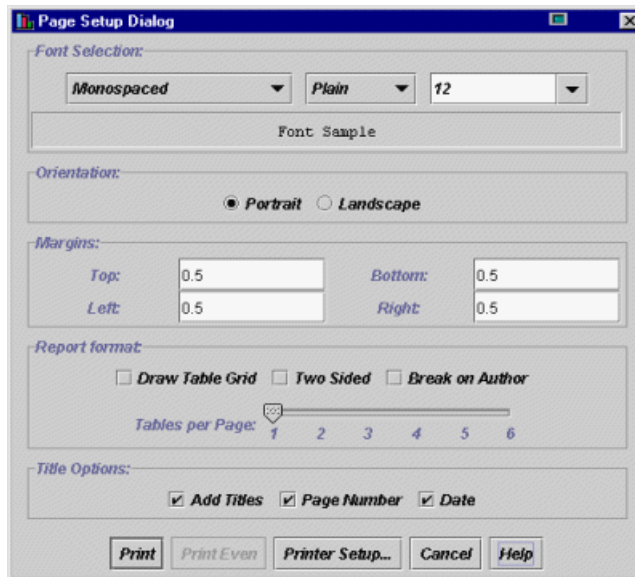 Page Setup Dialog
Font Selection:
Monospaced Plain 12
Font Sample
Orientation:
Portrait Landscape
Margins:
Top: 0.5 Bottom: 0.5
Left: 0.5 Right: 0.5
Report format:
Draw Table Grid Two Sided Break on Author
Tables per Page:
1 2 3 4 5 6
Title Options:
Add Titles Page Number Date
Print Print Even Printer Setup... Cancel Help